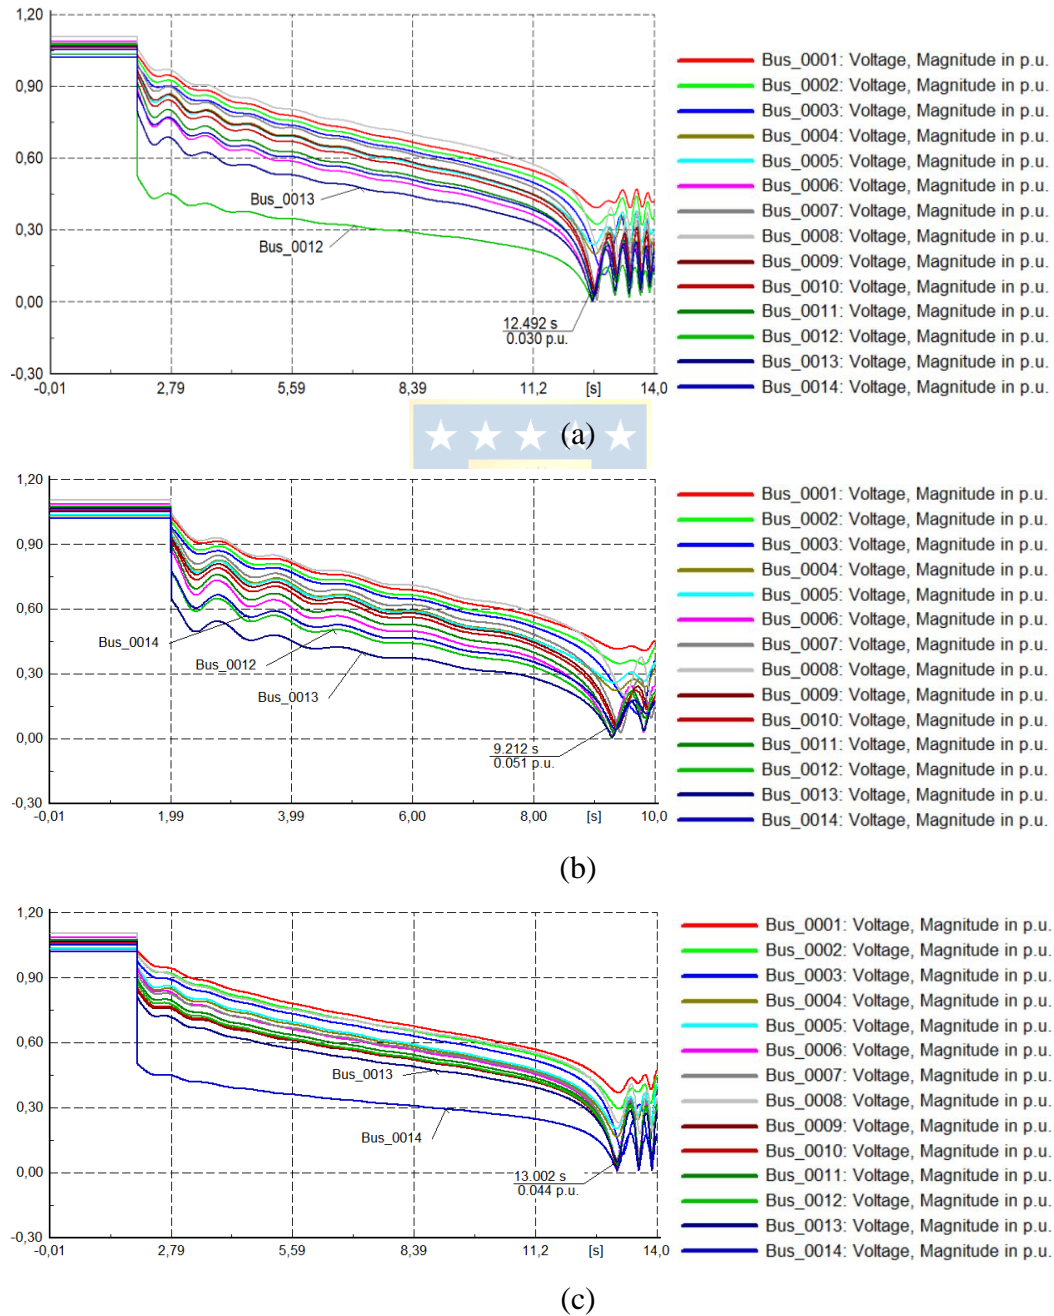 1,20
0,90
0,60
0,30
0,00
-0,30
-0,01 2,79 5,59 8,39 11,2 [s] 14,0
Bus_0013
Bus_0012
12.492 s
0.030 p.u.
Bus_0001: Voltage, Magnitude in p.u.
Bus_0002: Voltage, Magnitude in p.u.
Bus_0003: Voltage, Magnitude in p.u.
Bus_0004: Voltage, Magnitude in p.u.
Bus_0005: Voltage, Magnitude in p.u.
Bus_0006: Voltage, Magnitude in p.u.
Bus_0007: Voltage, Magnitude in p.u.
Bus_0008: Voltage, Magnitude in p.u.
Bus_0009: Voltage, Magnitude in p.u.
Bus_0010: Voltage, Magnitude in p.u.
Bus_0011: Voltage, Magnitude in p.u.
Bus_0012: Voltage, Magnitude in p.u.
Bus_0013: Voltage, Magnitude in p.u.
Bus_0014: Voltage, Magnitude in p.u.
(a)
1,20
0,90
0,60
0,30
0,00
-0,30
-0,01 1,99 3,99 6,00 8,00 [s] 10,0
Bus_0014
Bus_0012
Bus_0013
9.212 s
0.051 p.u.
Bus_0001: Voltage, Magnitude in p.u.
Bus_0002: Voltage, Magnitude in p.u.
Bus_0003: Voltage, Magnitude in p.u.
Bus_0004: Voltage, Magnitude in p.u.
Bus_0005: Voltage, Magnitude in p.u.
Bus_0006: Voltage, Magnitude in p.u.
Bus_0007: Voltage, Magnitude in p.u.
Bus_0008: Voltage, Magnitude in p.u.
Bus_0009: Voltage, Magnitude in p.u.
Bus_0010: Voltage, Magnitude in p.u.
Bus_0011: Voltage, Magnitude in p.u.
Bus_0012: Voltage, Magnitude in p.u.
Bus_0013: Voltage, Magnitude in p.u.
Bus_0014: Voltage, Magnitude in p.u.
(b)
1,20
0,90
0,60
0,30
0,00
-0,30
-0,01 2,79 5,59 8,39 11,2 [s] 14,0
Bus_0013
Bus_0014
13.002 s
0.044 p.u.
Bus_0001: Voltage, Magnitude in p.u.
Bus_0002: Voltage, Magnitude in p.u.
Bus_0003: Voltage, Magnitude in p.u.
Bus_0004: Voltage, Magnitude in p.u.
Bus_0005: Voltage, Magnitude in p.u.
Bus_0006: Voltage, Magnitude in p.u.
Bus_0007: Voltage, Magnitude in p.u.
Bus_0008: Voltage, Magnitude in p.u.
Bus_0009: Voltage, Magnitude in p.u.
Bus_0010: Voltage, Magnitude in p.u.
Bus_0011: Voltage, Magnitude in p.u.
Bus_0012: Voltage, Magnitude in p.u.
Bus_0013: Voltage, Magnitude in p.u.
Bus_0014: Voltage, Magnitude in p.u.
(c)